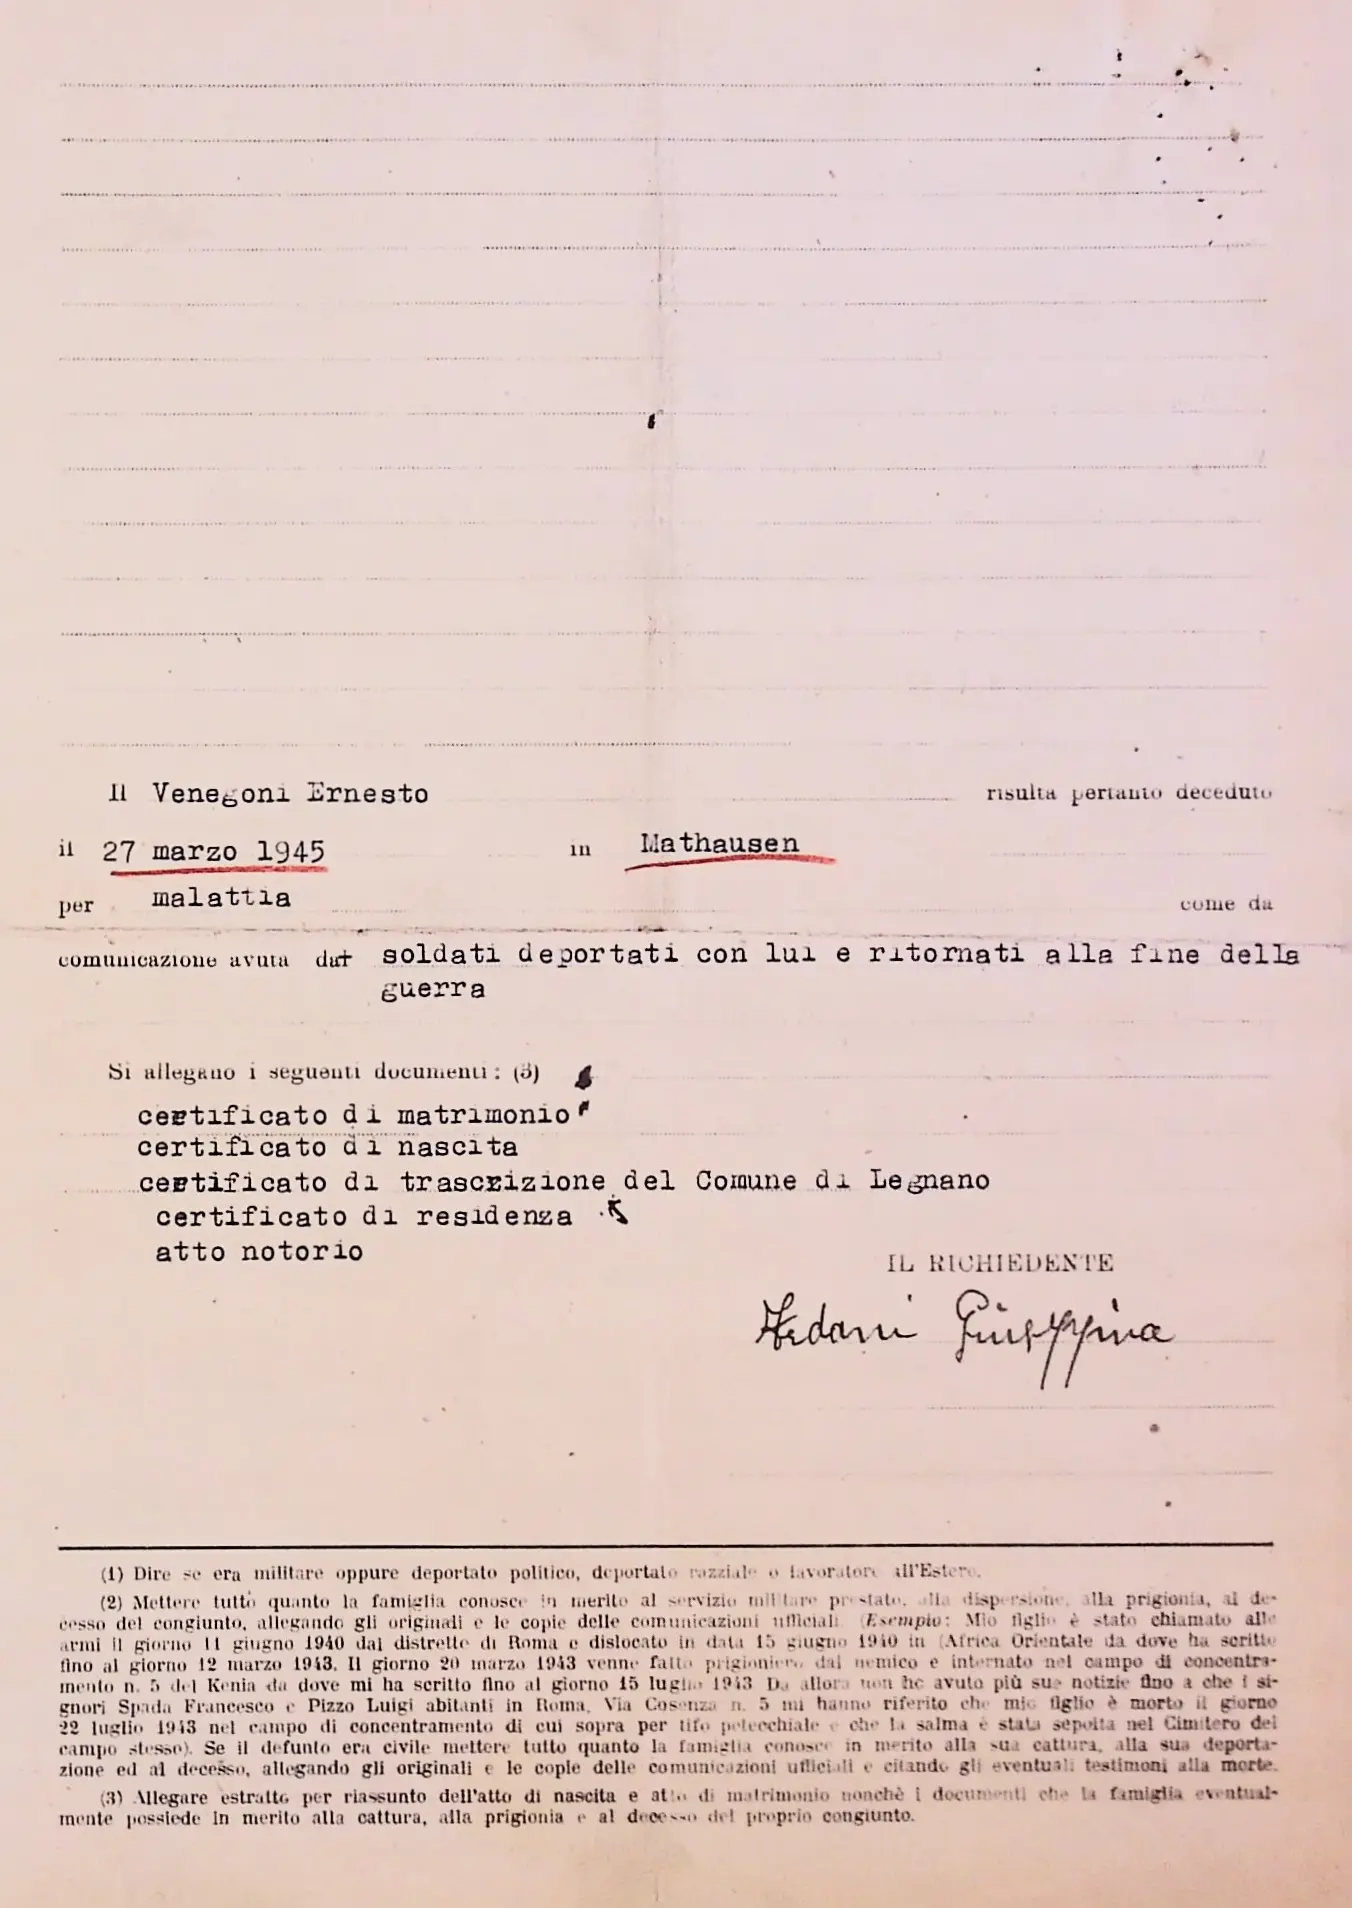 Il Venegoni Ernesto risulta pertanto deceduto
il 27 marzo 1945 in Mathausen
per malattia come da
comunicazione avuta dai soldati deportati con lui e ritornati alla fine della
guerra
Si allegano i seguenti documenti: (3)
certificato di matrimonio
certificato di nascita
certificato di trascrizione del Comune di Legnano
certificato di residenza
atto notorio
IL RICHIEDENTE
Giuseppina
(1) Dire se era militare oppure deportato politico, deportato razziale o lavoratore all'Estero.
(2) Mettere tutto quanto la famiglia conosce in merito al servizio militare prestato, alla dispersione, alla prigionia, al de-
cesso del congiunto, allegando gli originali e le copie delle comunicazioni ufficiali (Esempio: Mio figlio è stato chiamato alle
armi il giorno 11 giugno 1940 dal distretto di Roma e dislocato in data 15 giugno 1940 in (Africa Orientale da dove ha scritto
fino al giorno 12 marzo 1943. Il giorno 20 marzo 1943 venne fatto prigioniero dal nemico e internato nel campo di concentra-
mento n. 5 del Kenia da dove mi ha scritto fino al giorno 15 luglio 1943 Da allora non ho avuto più sue notizie fino a che i si-
gnori Spada Francesco e Pizzo Luigi abitanti in Roma, Via Cosenza n. 5 mi hanno riferito che mio figlio è morto il giorno
22 luglio 1943 nel campo di concentramento di cui sopra per tifo petecchiale e che la salma è stata sepolta nel Cimitero del
campo stesso). Se il defunto era civile mettere tutto quanto la famiglia conosce in merito alla sua cattura, alla sua deporta-
zione ed al decesso, allegando gli originali e le copie delle comunicazioni ufficiali e citando gli eventuali testimoni alla morte.
(3) Allegare estratto per riassunto dell'atto di nascita e atto di matrimonio nonchè i documenti che la famiglia eventual-
mente possiede in merito alla cattura, alla prigionia e al decesso del proprio congiunto.